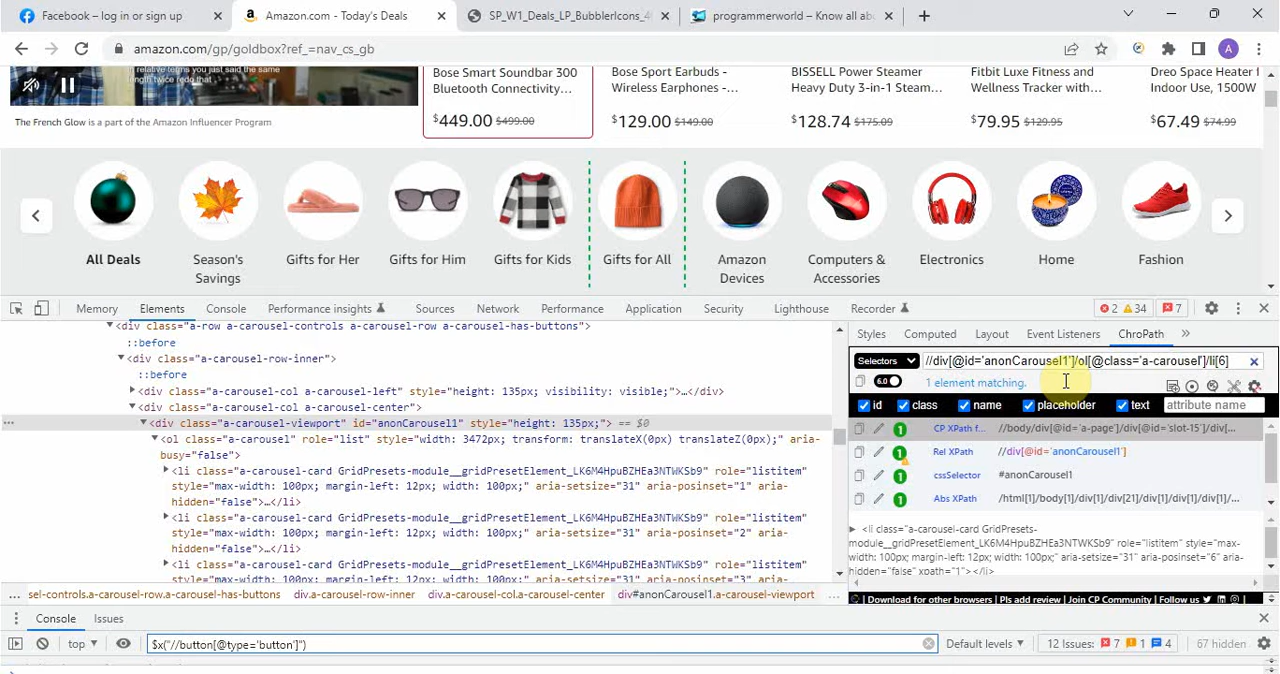 Facebook – log in or sign up
Amazon.com - Today's Deals
SP_W1_Deals_LP_BubblerIcons_4
programmerworld – Know all ab
amazon.com/gp/goldbox?ref_=nav_cs_gb
A
relative terms you just said the same
length twice redo that
The French Glow is a part of the Amazon Influencer Program
Bose Smart Soundbar 300
Bluetooth Connectivity...
$449.00 $499.00
Bose Sport Earbuds -
Wireless Earphones -...
$129.00 $149.00
BISSELL Power Steamer
Heavy Duty 3-in-1 Steam...
$128.74 $175.09
Fitbit Luxe Fitness and
Wellness Tracker with...
$79.95 $129.95
Dreo Space Heater f
Indoor Use, 1500W
$67.49 $74.99
All Deals
Season's
Savings
Gifts for Her
Gifts for Him
Gifts for Kids
Gifts for All
Amazon
Devices
Computers &
Accessories
Electronics
Home
Fashion
Memory Elements Console Performance insights Sources Network Performance Application Security Lighthouse Recorder 2 34 7
<div class="a-row a-carousel-controls a-carousel-row a-carousel-has-buttons">
::before
<div class="a-carousel-row-inner">
::before
<div class="a-carousel-col a-carousel-left" style="height: 135px; visibility: visible;">…</div>
<div class="a-carousel-col a-carousel-center">
<div class="a-carousel-viewport" id="anonCarousel1" style="height: 135px;"> == $0
<ol class="a-carousel" role="list" style="width: 3472px; transform: translateX(0px) translateZ(0px);" aria-
busy="false">
<li class="a-carousel-card GridPresets-module__gridPresetElement_LK6M4HpuBZHEa3NTWKSb9" role="listitem"
style="max-width: 100px; margin-left: 12px; width: 100px;" aria-setsize="31" aria-posinset="1" aria-
hidden="false">…</li>
<li class="a-carousel-card GridPresets-module__gridPresetElement_LK6M4HpuBZHEa3NTWKSb9" role="listitem"
style="max-width: 100px; margin-left: 12px; width: 100px;" aria-setsize="31" aria-posinset="2" aria-
hidden="false">…</li>
<li class="a-carousel-card GridPresets-module__gridPresetElement_LK6M4HpuBZHEa3NTWKSb9" role="listitem"
style="max-width: 100px; margin-left: 12px; width: 100px;" aria-setsize="31" aria-posinset="3" aria-
... sel-controls.a-carousel-row.a-carousel-has-buttons div.a-carousel-row-inner div.a-carousel-col.a-carousel-center div#anonCarousel1.a-carousel-viewport ...
Styles Computed Layout Event Listeners ChroPath
Selectors //div[@id='anonCarousel1']/ol[@class='a-carousel']/li[6]
6.0 1 element matching.
id class name placeholder text attribute name
1 CP XPath f... //body/div[@id='a-page']/div[@id='slot-15']/div[...
1 Rel XPath //div[@id='anonCarousel1']
1 cssSelector #anonCarousel1
1 Abs XPath /html[1]/body[1]/div[1]/div[21]/div[1]/div[1]/div[1]/...
<li class="a-carousel-card GridPresets-
module__gridPresetElement_LK6M4HpuBZHEa3NTWKSb9" role="listitem" style="max-
width: 100px; margin-left: 12px; width: 100px;" aria-setsize="31" aria-posinset="6" aria-
hidden="false" xpath="1"></li>
| Download for other browsers | Pls add review | Join CP Community | Follow us
Console Issues
top $x("//button[@type='button']") Default levels 12 Issues: 7 1 4 67 hidden